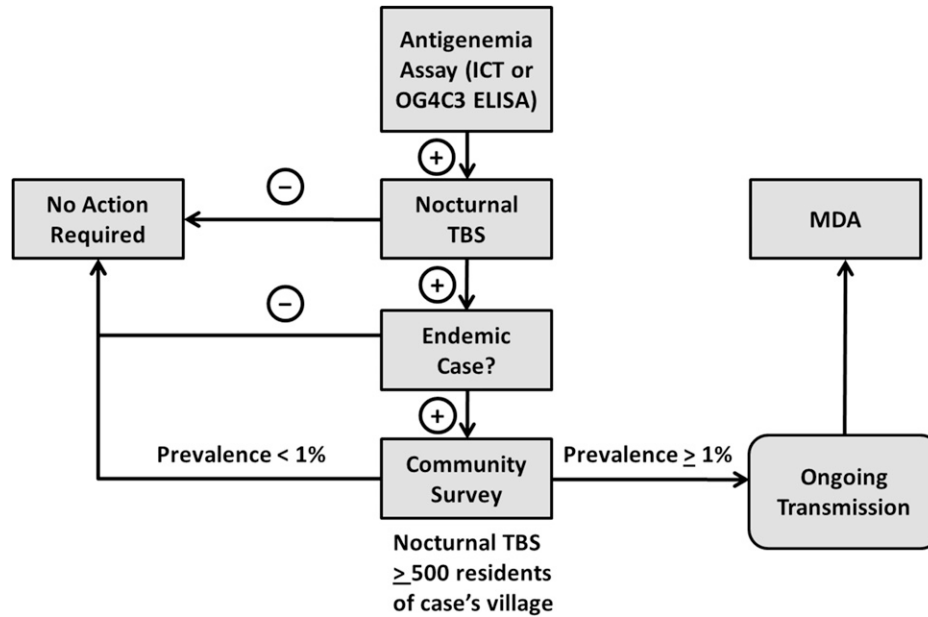 Antigenemia
Assay (ICT or
OG4C3 ELISA)
+
−
No Action
Required
Nocturnal
TBS
MDA
+
−
Endemic
Case?
+
Prevalence < 1%
Community
Survey
Prevalence ≥ 1%
Ongoing
Transmission
Nocturnal TBS
≥ 500 residents
of case's village